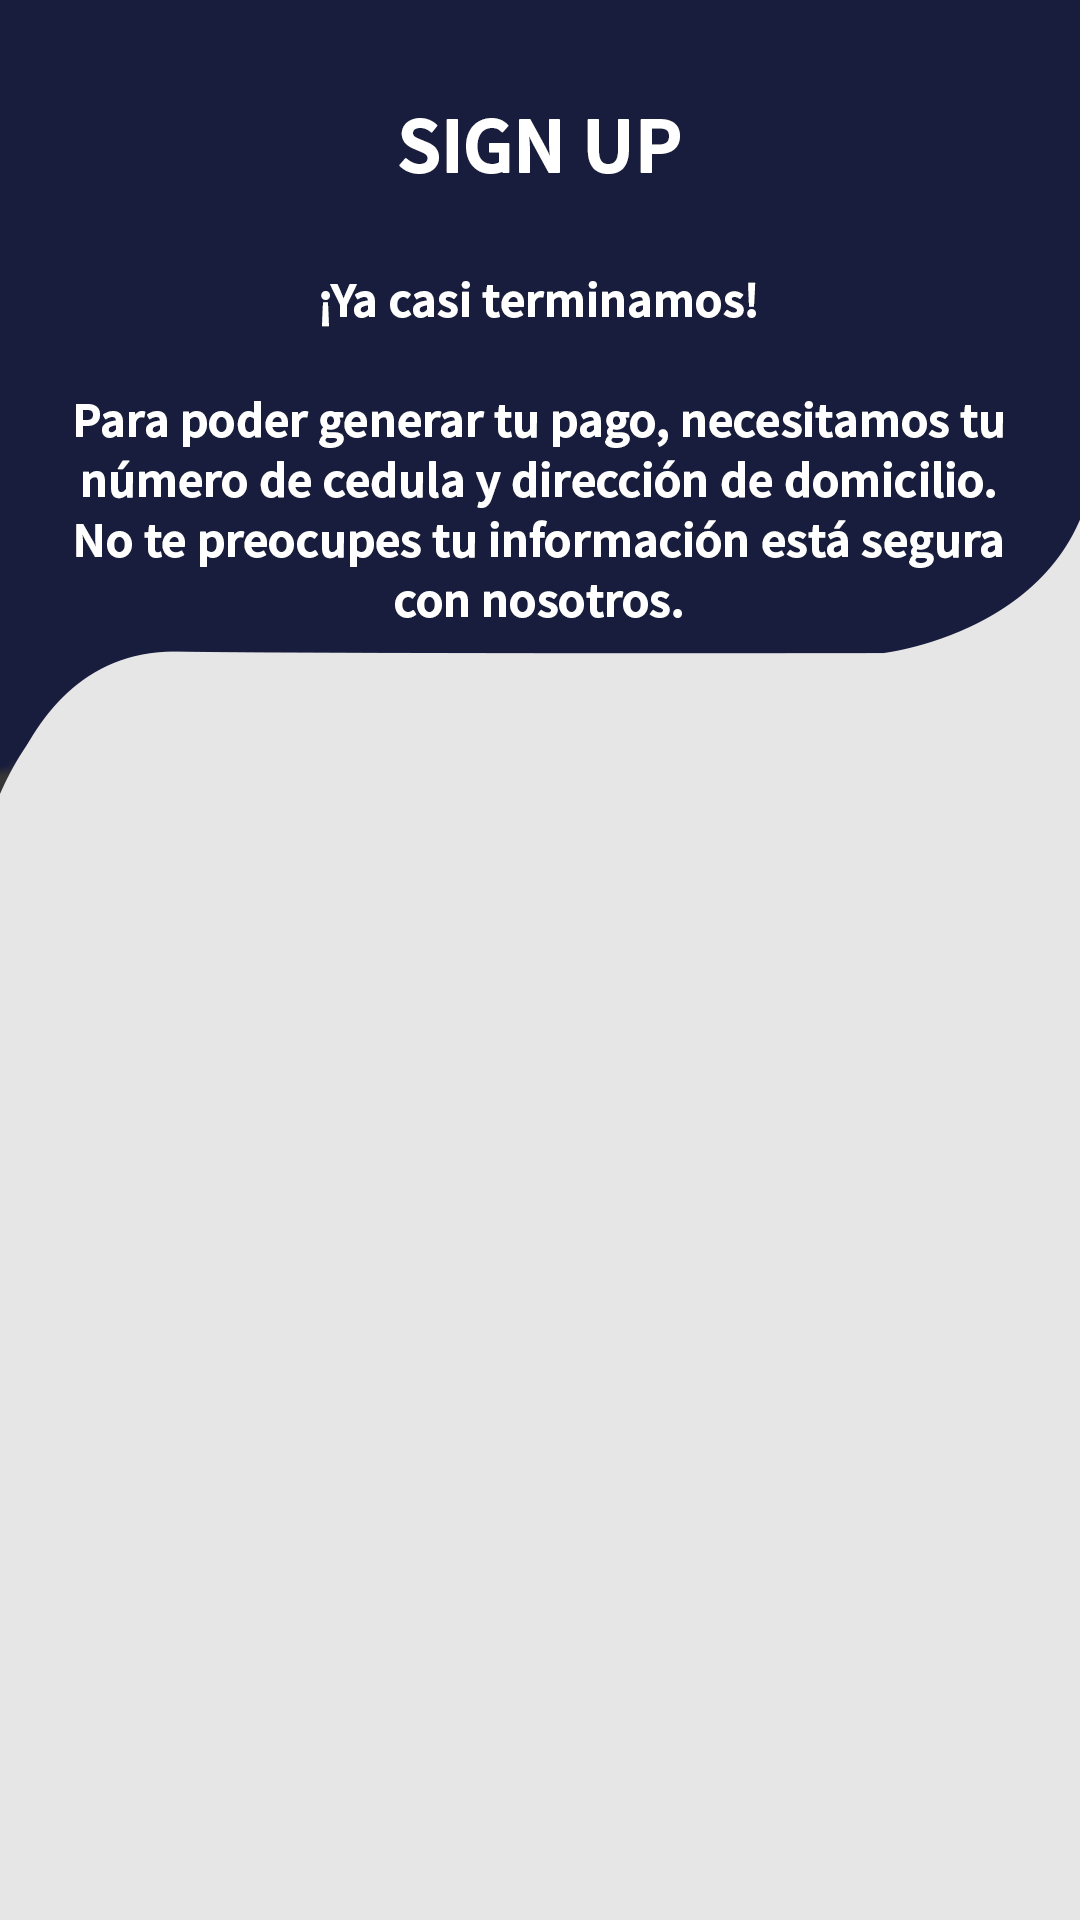 SIGN UP
¡Ya casi terminamos!
Para poder generar tu pago, necesitamos tu
número de cedula y dirección de domicilio.
No te preocupes tu información está segura
con nosotros.